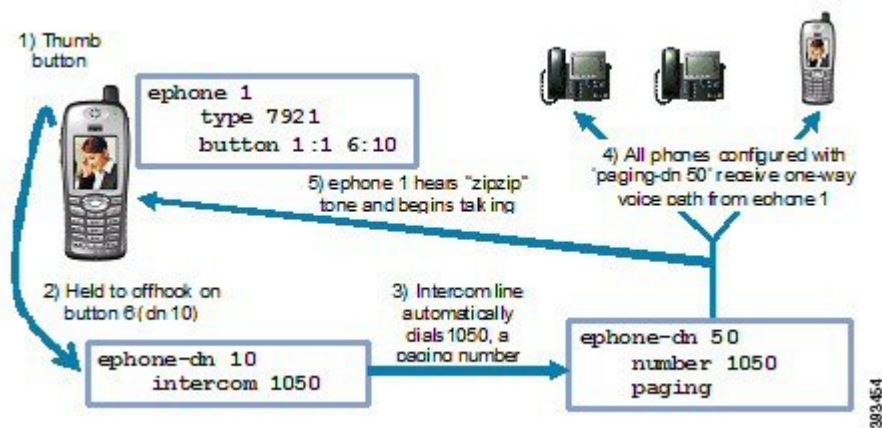 1) Thumb
button
ephone 1
type 7921
button 1:1 6:10
4) All phones configured with
'paging-dn 50' receive one-way
voice path from ephone 1
5) ephone 1 hears "zipzip"
tone and begins talking
2) Held to offhook on
button 6 (dn 10)
3) Intercom line
automatically
dials 1050, a
paging number
ephone-dn 10
intercom 1050
ephone-dn 50
number 1050
paging
393454